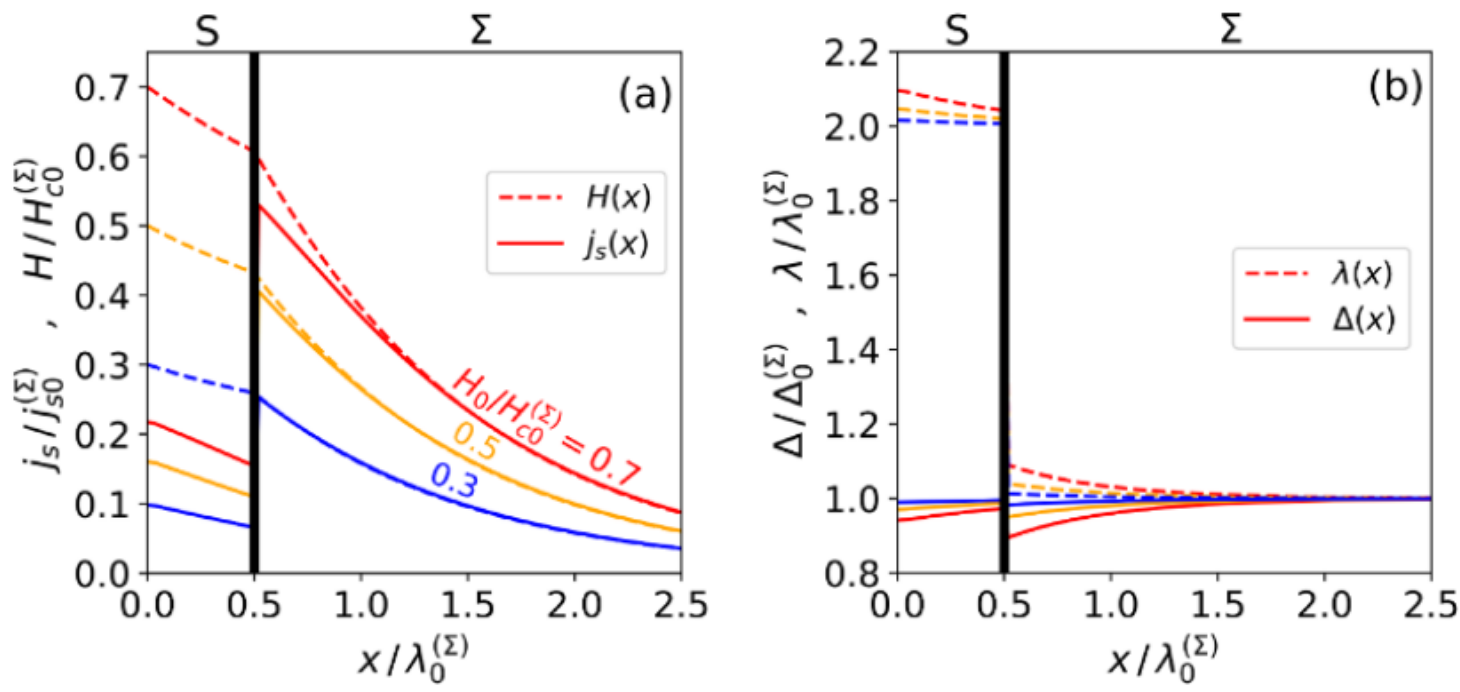 S Σ
(a)
0.7
0.6
0.5
0.4
0.3
0.2
0.1
0.0
j_s/j_{s0}^{(Σ)} , H/H_{c0}^{(Σ)}
H(x)
j_s(x)
H_0/H_{c0}^{(Σ)} = 0.7
0.5
0.3
0.0 0.5 1.0 1.5 2.0 2.5
x/λ_0^{(Σ)}
S Σ
(b)
2.2
2.0
1.8
1.6
1.4
1.2
1.0
0.8
Δ/Δ_0^{(Σ)} , λ/λ_0^{(Σ)}
λ(x)
Δ(x)
0.0 0.5 1.0 1.5 2.0 2.5
x/λ_0^{(Σ)}